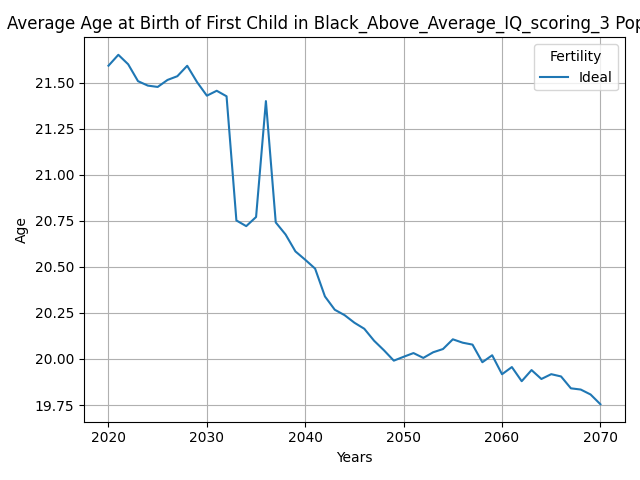 Average Age at Birth of First Child in Black_Above_Average_IQ_scoring_3 Pop
Fertility
Ideal
21.50
21.25
21.00
20.75
20.50
20.25
20.00
19.75
Age
2020 2030 2040 2050 2060 2070
Years